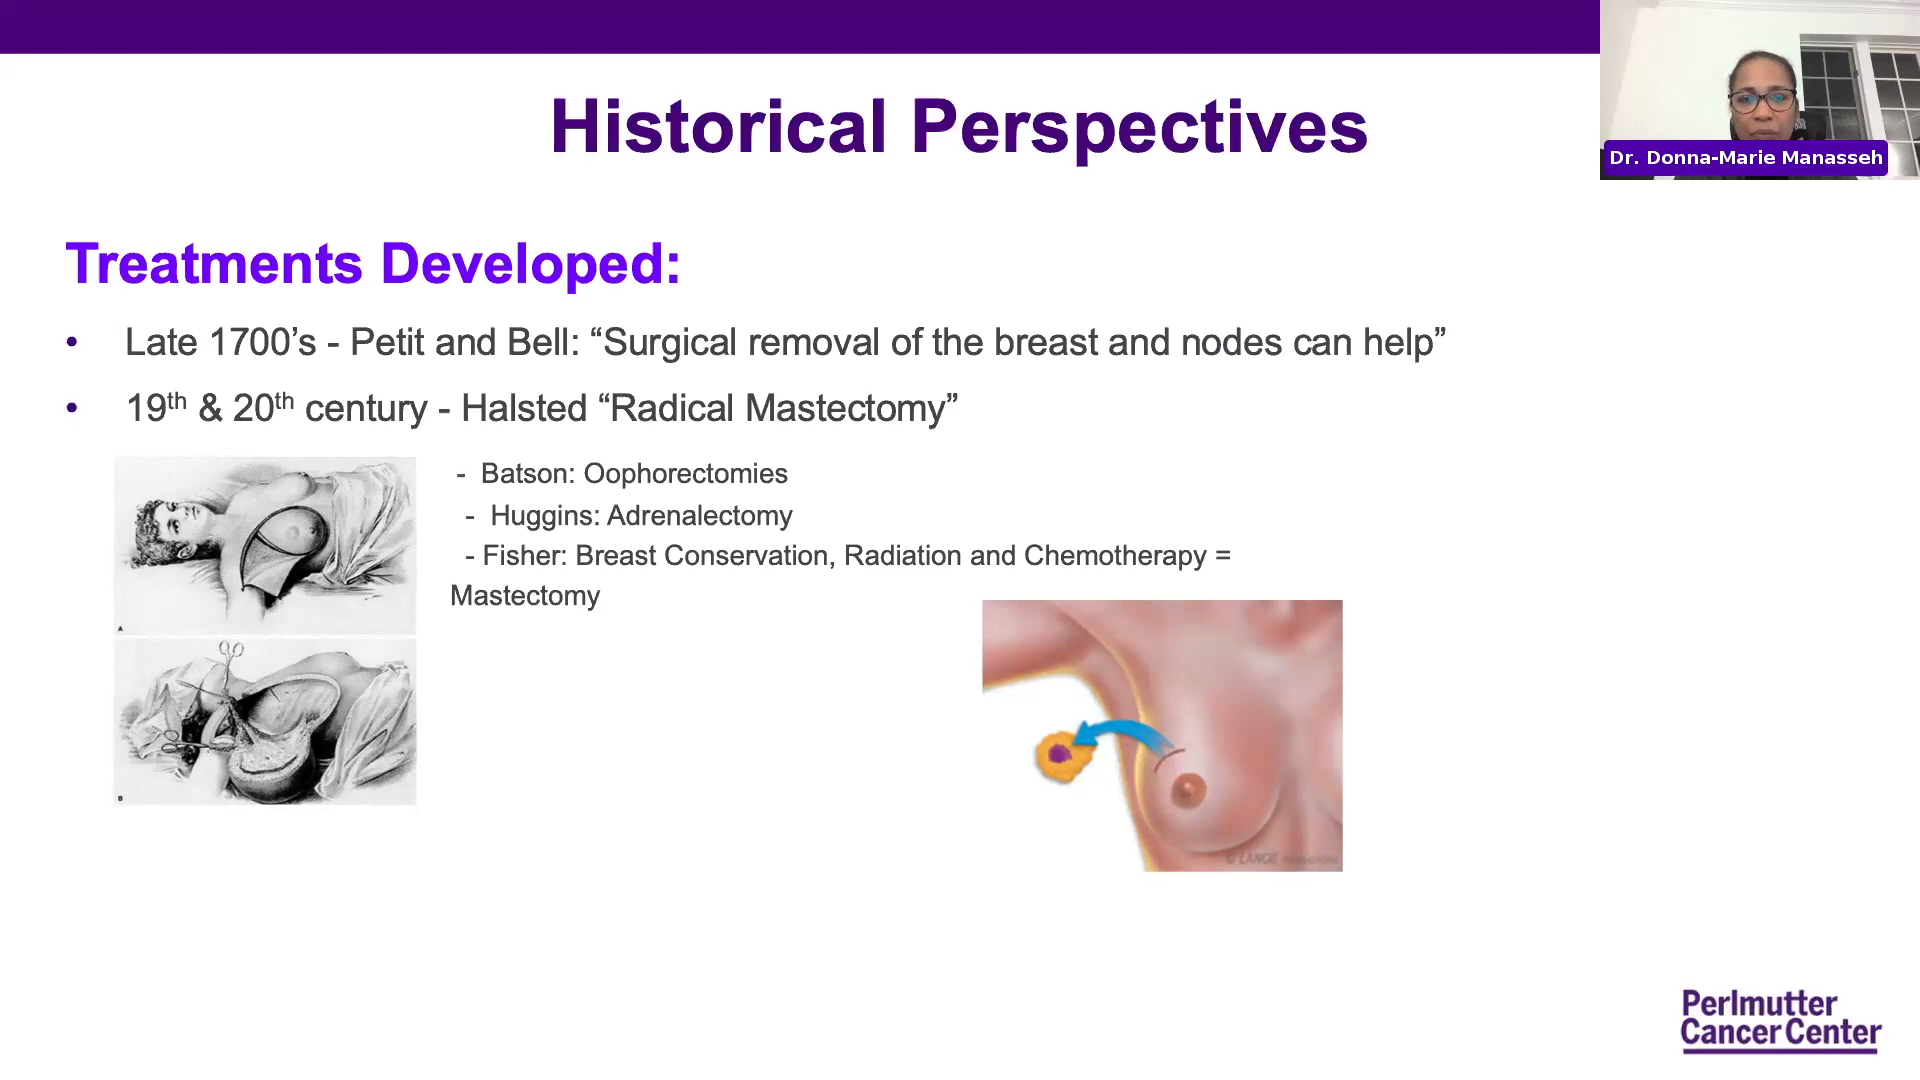 Historical Perspectives
Dr. Donna-Marie Manasseh
Treatments Developed:
• Late 1700’s - Petit and Bell: “Surgical removal of the breast and nodes can help”
• 19th & 20th century - Halsted “Radical Mastectomy”
- Batson: Oophorectomies
- Huggins: Adrenalectomy
- Fisher: Breast Conservation, Radiation and Chemotherapy =
Mastectomy
A
B
© LANGE
Perlmutter
Cancer Center